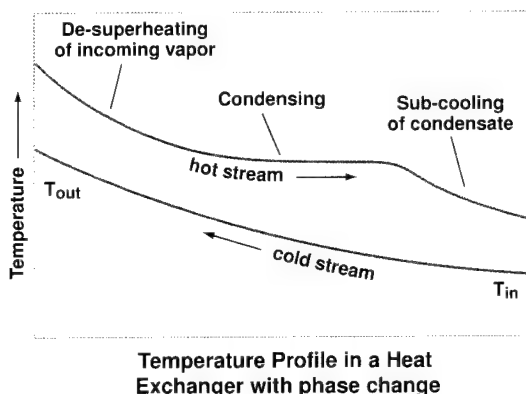 De-superheating
of incoming vapor
Condensing
Sub-cooling
of condensate
Temperature
hot stream
T_out
cold stream
T_in
Temperature Profile in a Heat
Exchanger with phase change